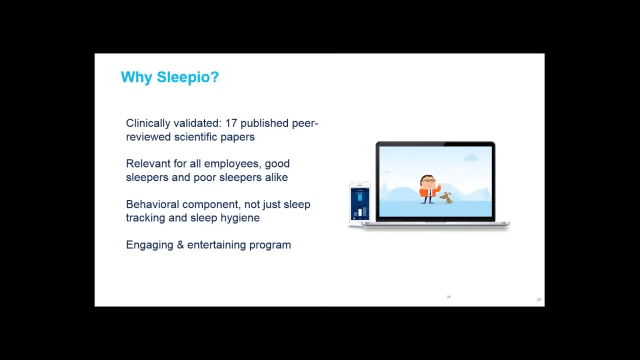 Why Sleepio?
Clinically validated: 17 published peer-
reviewed scientific papers
Relevant for all employees, good
sleepers and poor sleepers alike
Behavioral component, not just sleep
tracking and sleep hygiene
Engaging & entertaining program